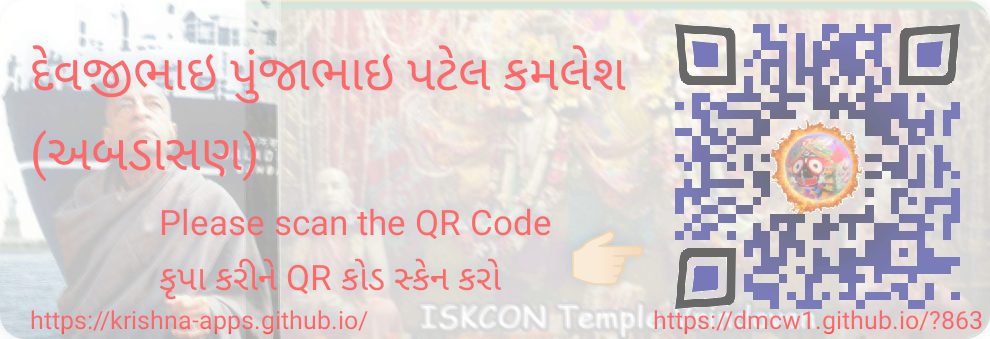 દેવજીભાઇ પુંજાભાઇ પટેલ કમલેશ
(અબડાસણ)
Please scan the QR Code
કૃપા કરીને QR કોડ સ્કેન કરો
https://krishna-apps.github.io/
ISKCON Temple
https://dmcw1.github.io/?863